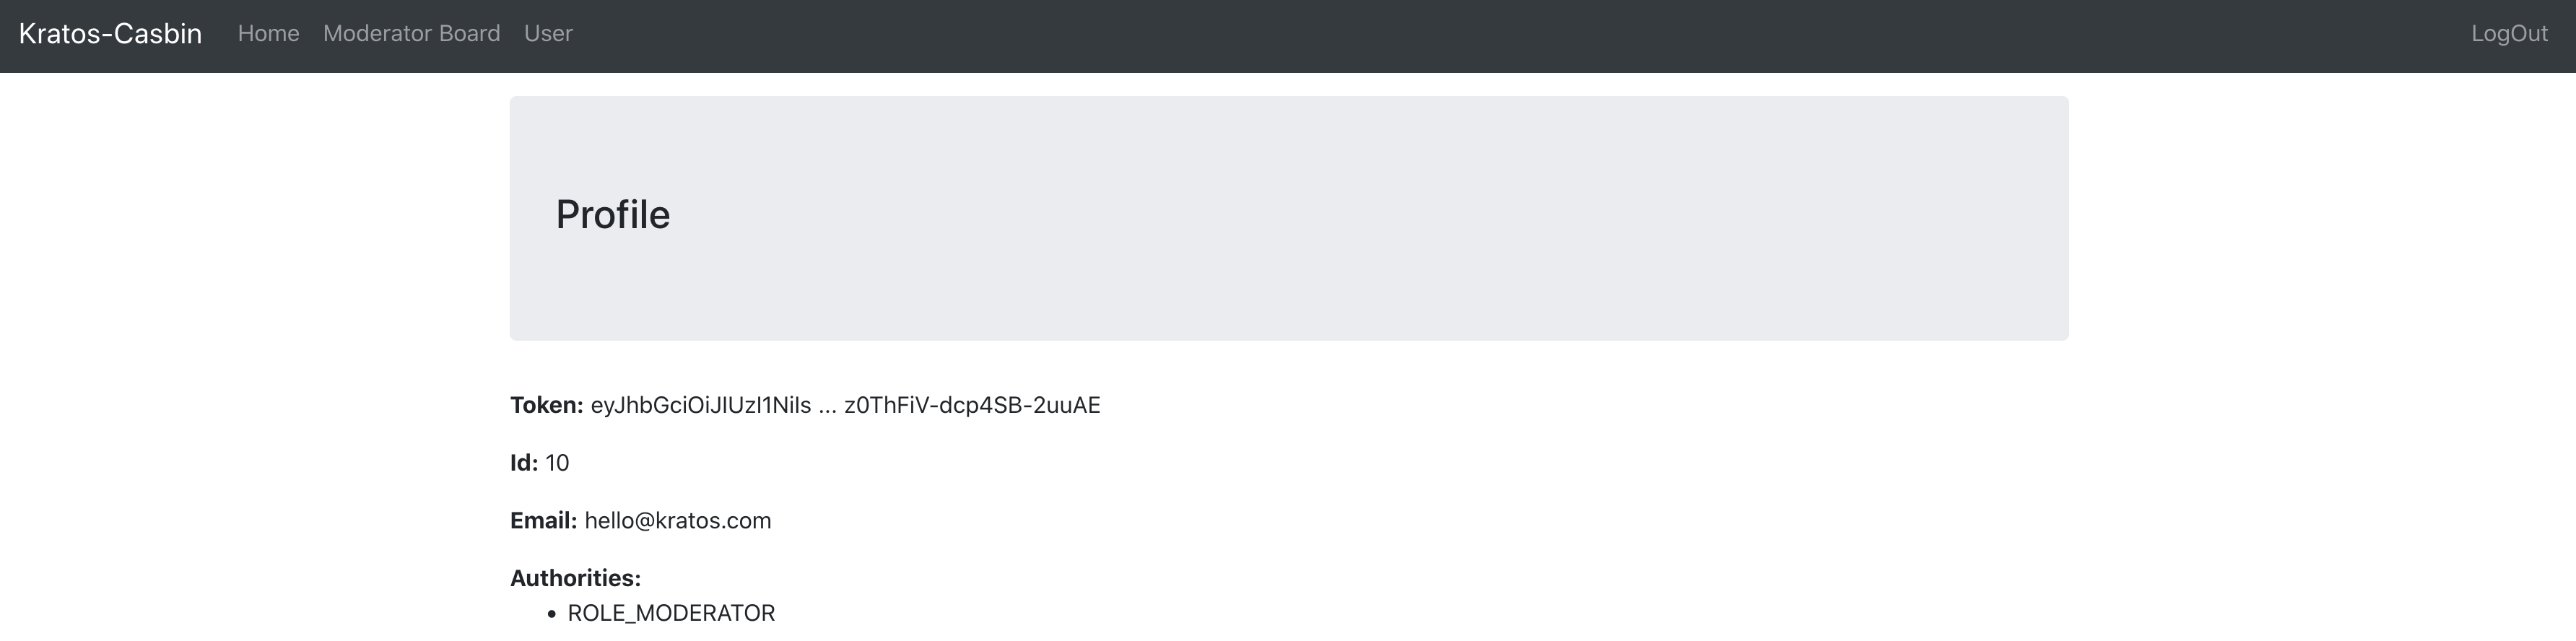 Kratos-Casbin Home Moderator Board User LogOut
Profile
Token: eyJhbGciOiJIUzI1NiIs ... z0ThFiV-dcp4SB-2uuAE
Id: 10
Email: hello@kratos.com
Authorities:
• ROLE_MODERATOR